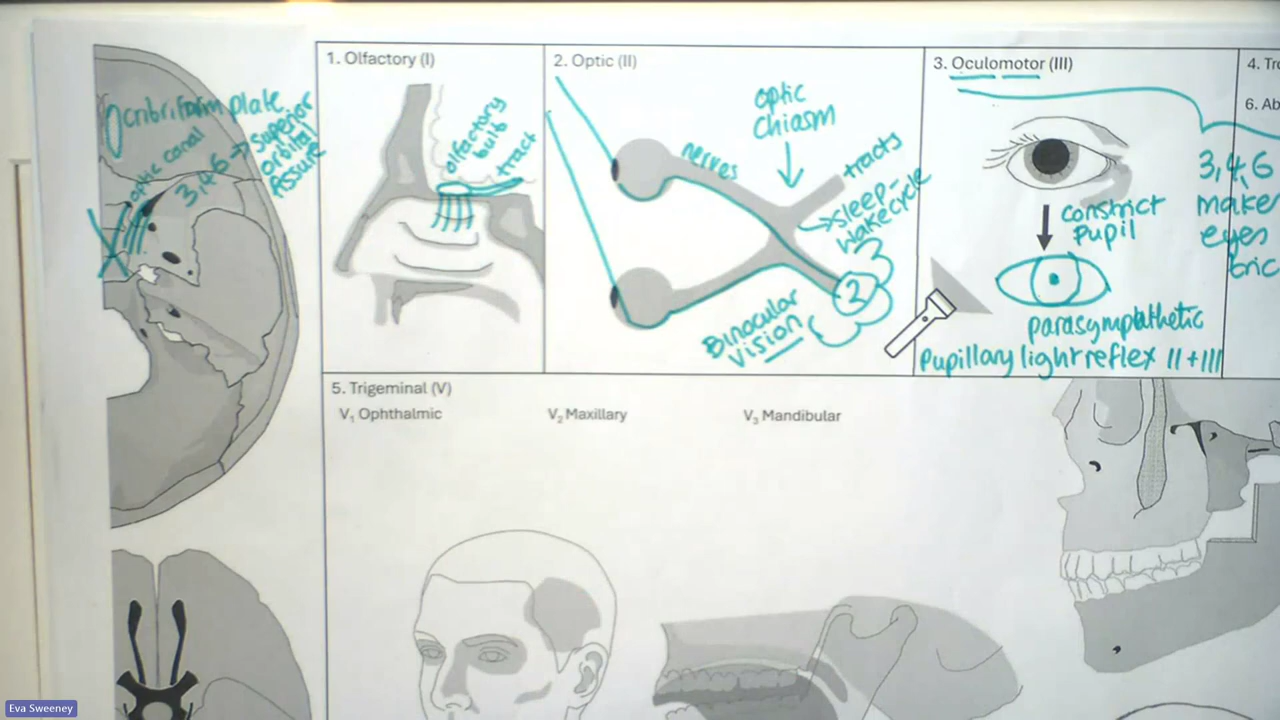 cribriform plate
optic canal
3,4,6 → Superior
orbital
fissure
1. Olfactory (I)
olfactory
bulb
tract
2. Optic (II)
optic
chiasm
nerves
tracts
sleep-
wake cycle
2
Binocular
vision
3. Oculomotor (III)
constrict
pupil
parasympathetic
Pupillary light reflex II + III
4. Tro
6. Ab
3,4,6
make
eyes
5. Trigeminal (V)
V₁ Ophthalmic
V₂ Maxillary
V₃ Mandibular
Eva Sweeney